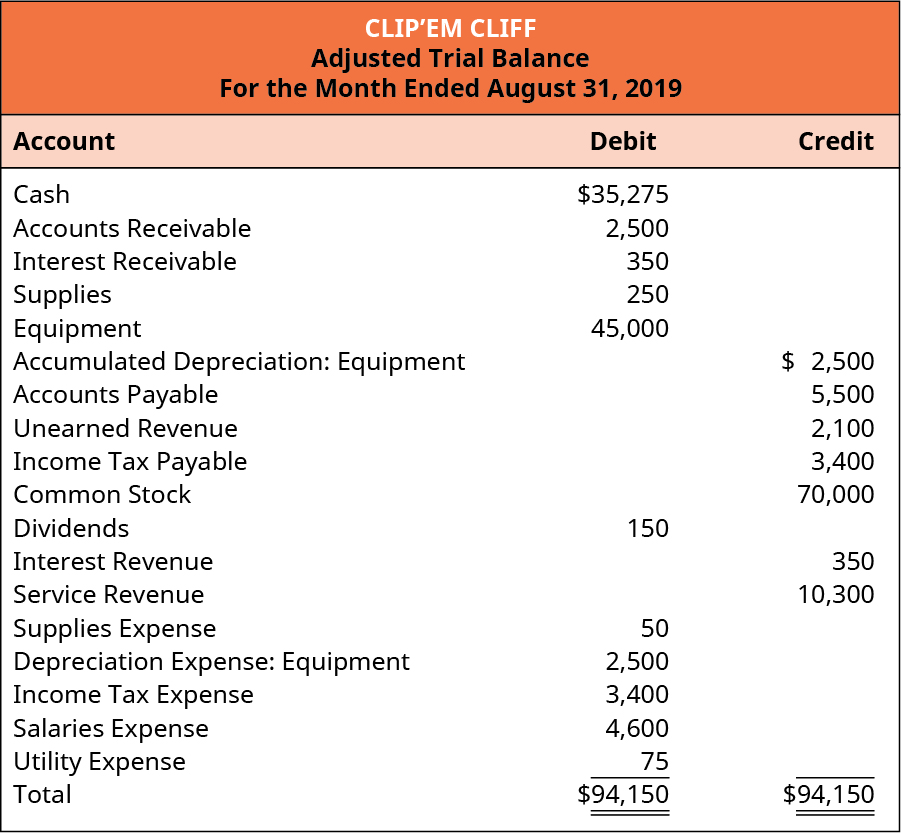 CLIP’EM CLIFF
Adjusted Trial Balance
For the Month Ended August 31, 2019
Account Debit Credit
Cash $35,275
Accounts Receivable 2,500
Interest Receivable 350
Supplies 250
Equipment 45,000
Accumulated Depreciation: Equipment $ 2,500
Accounts Payable 5,500
Unearned Revenue 2,100
Income Tax Payable 3,400
Common Stock 70,000
Dividends 150
Interest Revenue 350
Service Revenue 10,300
Supplies Expense 50
Depreciation Expense: Equipment 2,500
Income Tax Expense 3,400
Salaries Expense 4,600
Utility Expense 75
Total $94,150 $94,150